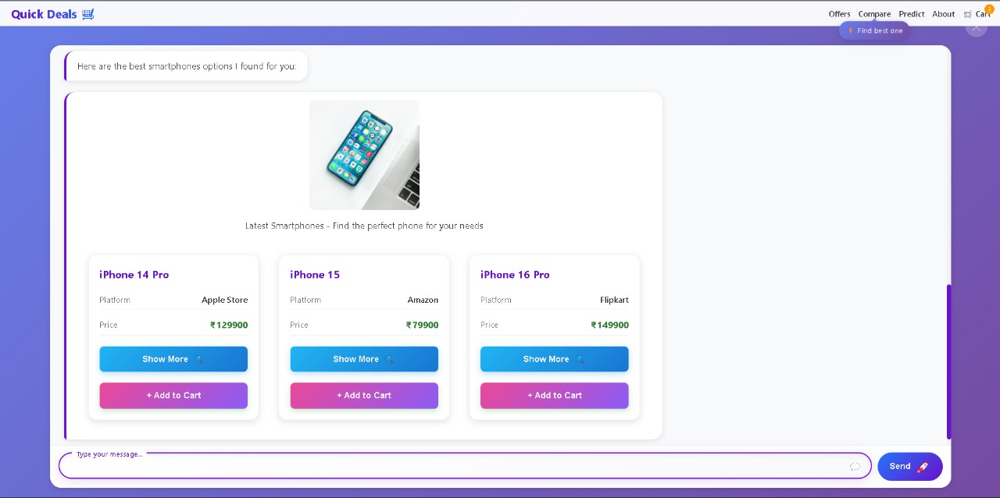 Quick Deals
Offers Compare Predict About Cart 3
Find best one
Here are the best smartphones options I found for you:
Latest Smartphones - Find the perfect phone for your needs
iPhone 14 Pro
Platform Apple Store
Price ₹129900
Show More
+ Add to Cart
iPhone 15
Platform Amazon
Price ₹79900
Show More
+ Add to Cart
iPhone 16 Pro
Platform Flipkart
Price ₹149900
Show More
+ Add to Cart
Type your message...
Send